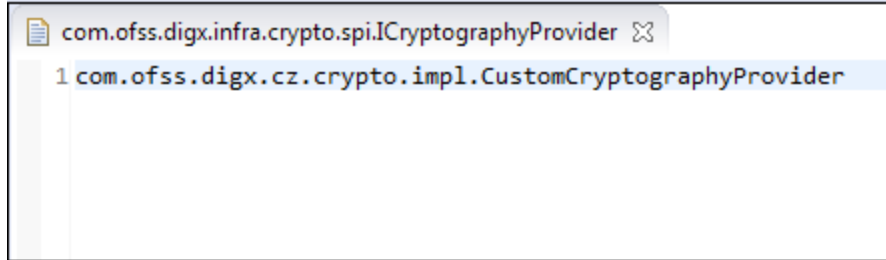 com.ofss.digx.infra.crypto.spi.ICryptographyProvider
1 com.ofss.digx.cz.crypto.impl.CustomCryptographyProvider